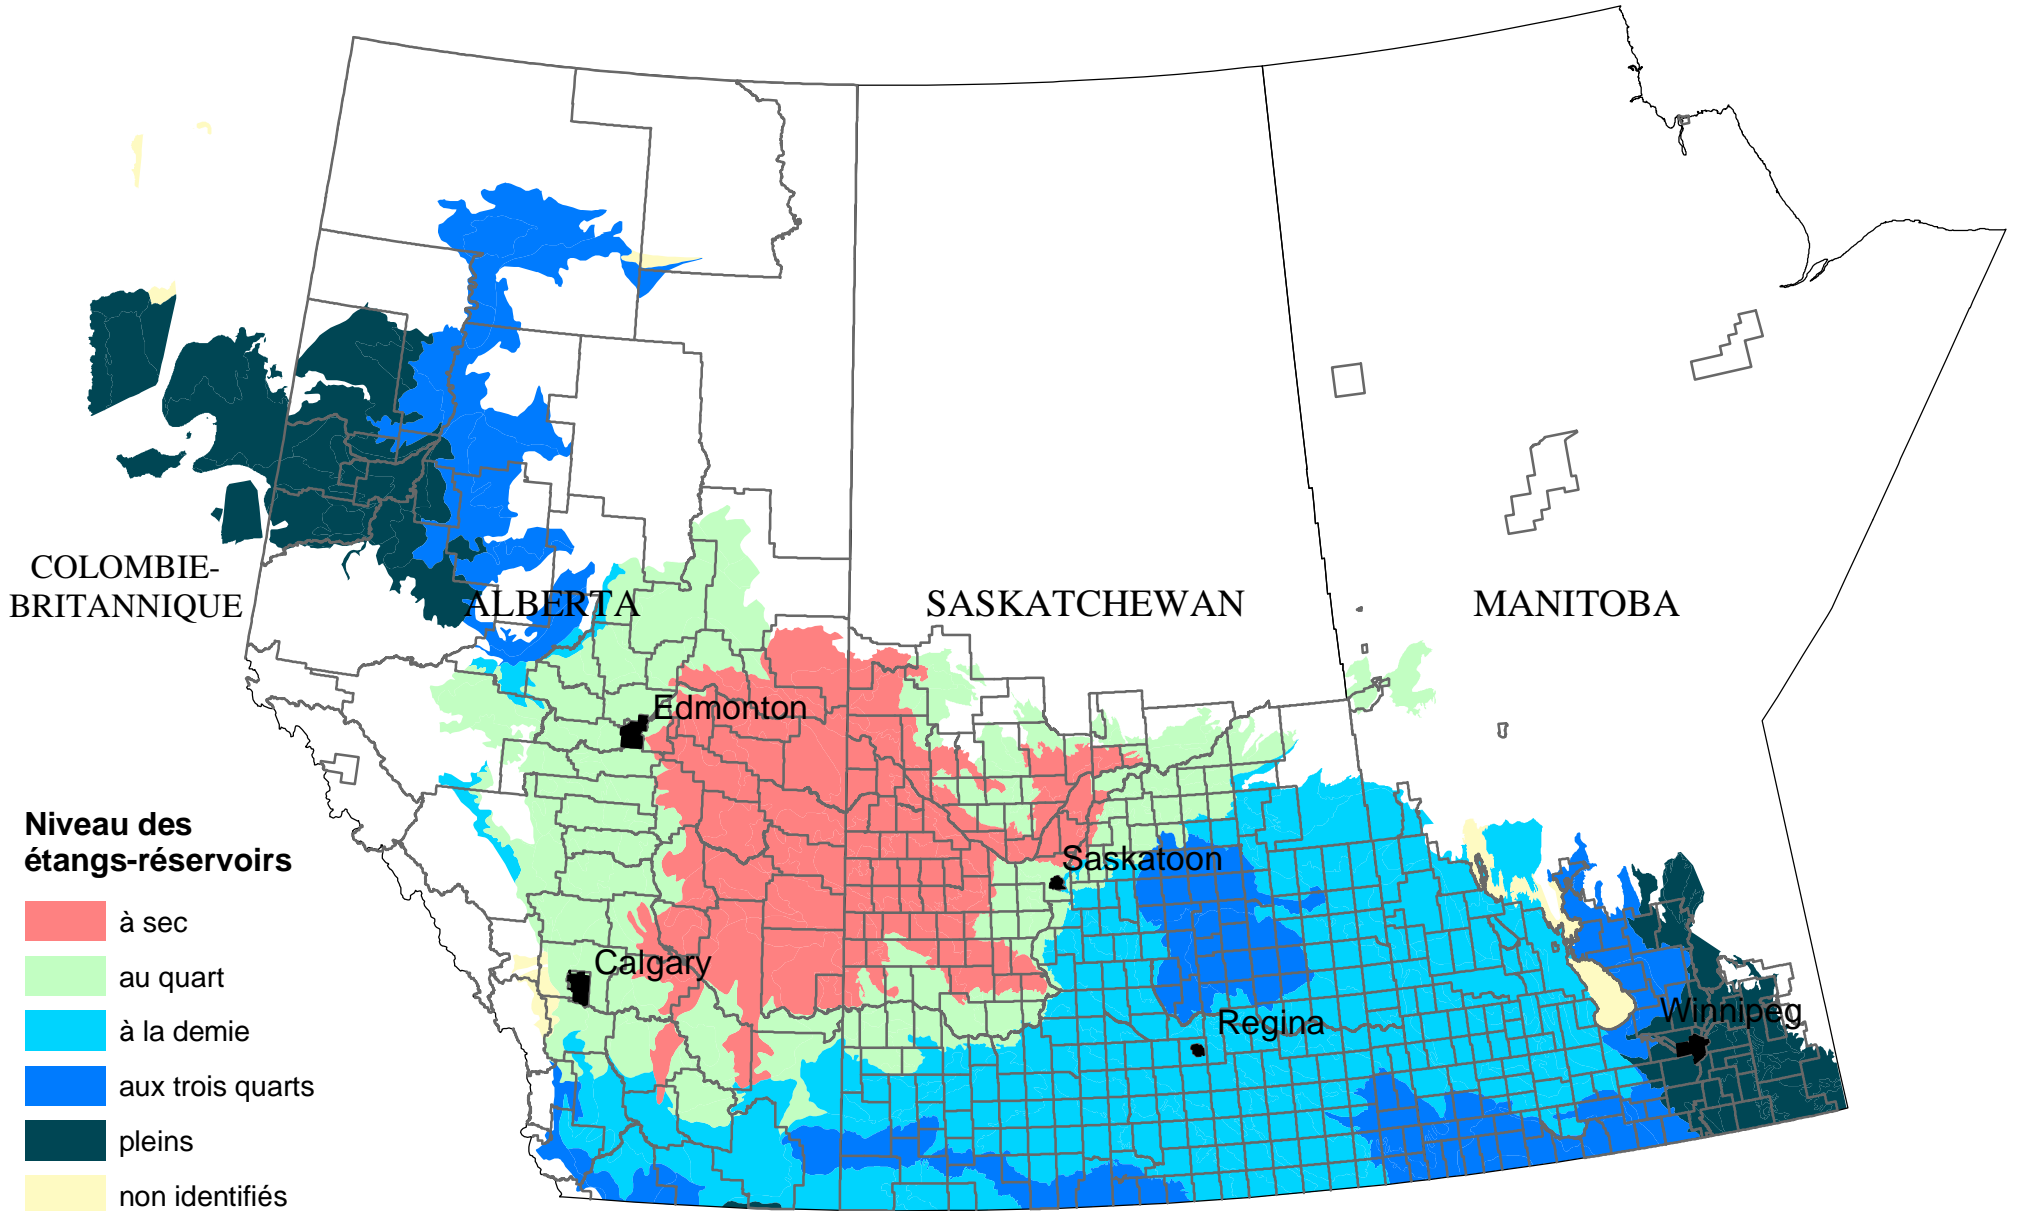 COLOMBIE-
BRITANNIQUE
ALBERTA
SASKATCHEWAN
MANITOBA
Edmonton
Saskatoon
Calgary
Regina
Winnipeg
Niveau des
étangs-réservoirs
à sec
au quart
à la demie
aux trois quarts
pleins
non identifiés